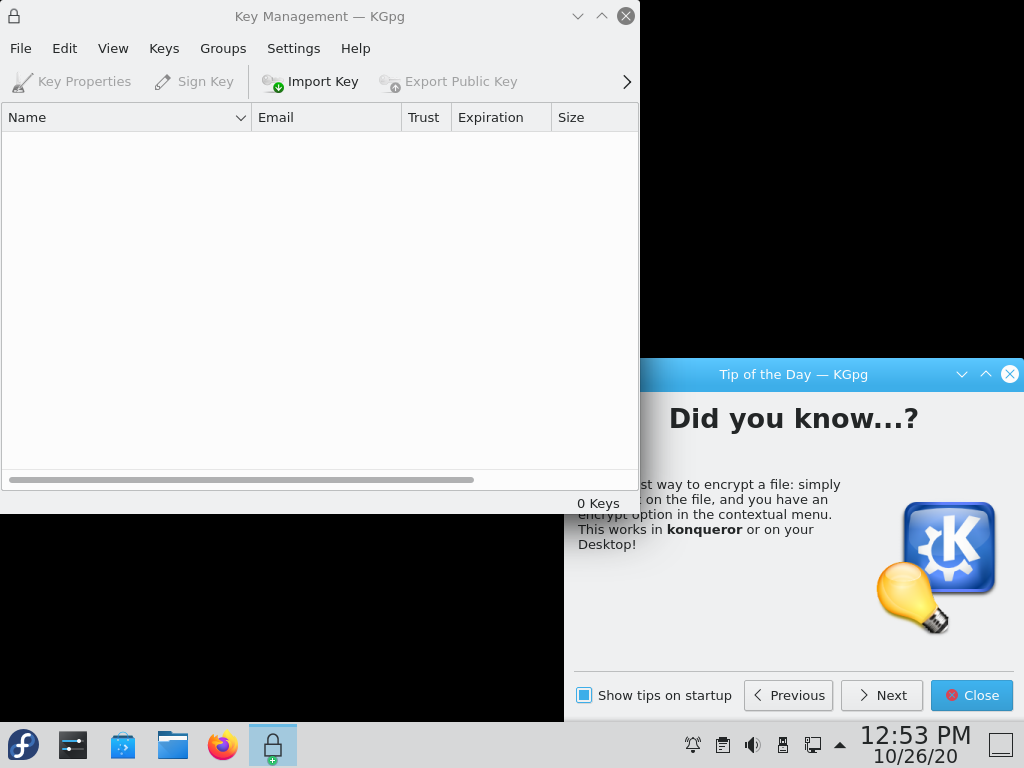 Key Management — KGpg
File Edit View Keys Groups Settings Help
Key Properties Sign Key Import Key Export Public Key
Name Email Trust Expiration Size
0 Keys
Tip of the Day — KGpg
Did you know...?
way to encrypt a file: simply
on the file, and you have an
encrypt option in the contextual menu.
This works in konqueror or on your
Desktop!
Show tips on startup Previous Next Close
12:53 PM
10/26/20